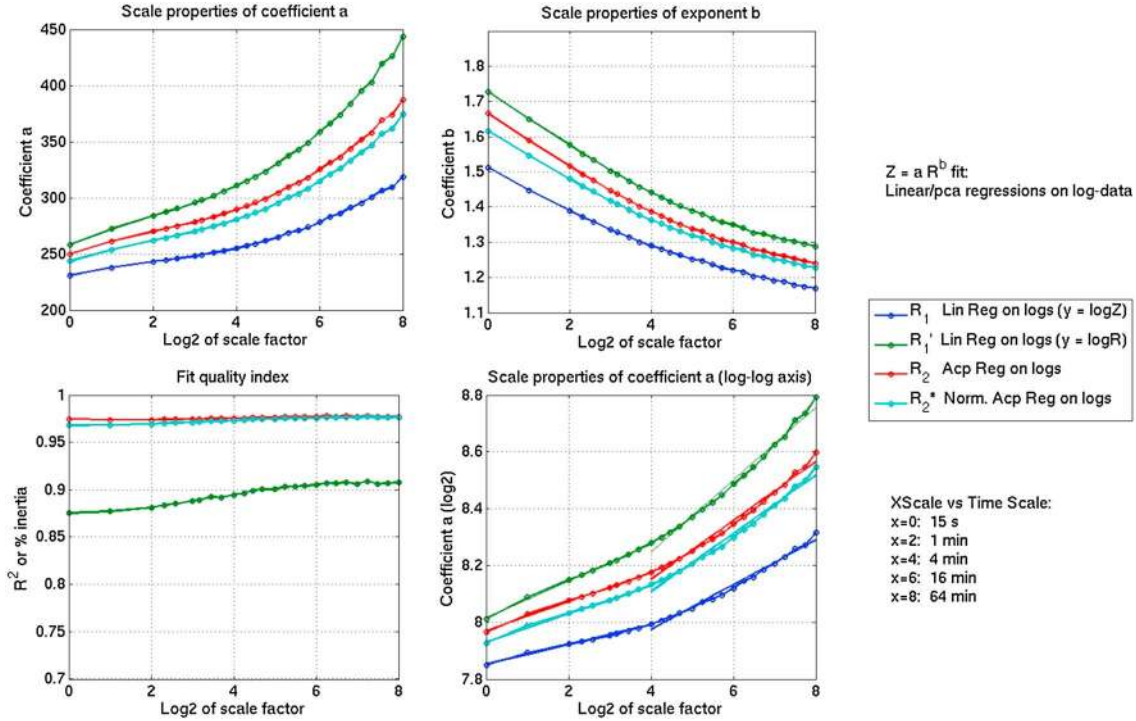 Scale properties of coefficient a
450
400
350
300
250
200
Coefficient a
0 2 4 6 8
Log2 of scale factor
Scale properties of exponent b
1.8
1.7
1.6
1.5
1.4
1.3
1.2
1.1
Coefficient b
0 2 4 6 8
Log2 of scale factor
Z = a R^b fit:
Linear/pca regressions on log-data
R_1 Lin Reg on logs (y = logZ)
R_1' Lin Reg on logs (y = logR)
R_2 Acp Reg on logs
R_2* Norm. Acp Reg on logs
Fit quality index
1
0.95
0.9
0.85
0.8
0.75
0.7
R^2 or % inertia
0 2 4 6 8
Log2 of scale factor
Scale properties of coefficient a (log-log axis)
8.8
8.6
8.4
8.2
8
7.8
Coefficient a (log2)
0 2 4 6 8
Log2 of scale factor
XScale vs Time Scale:
x=0: 15 s
x=2: 1 min
x=4: 4 min
x=6: 16 min
x=8: 64 min